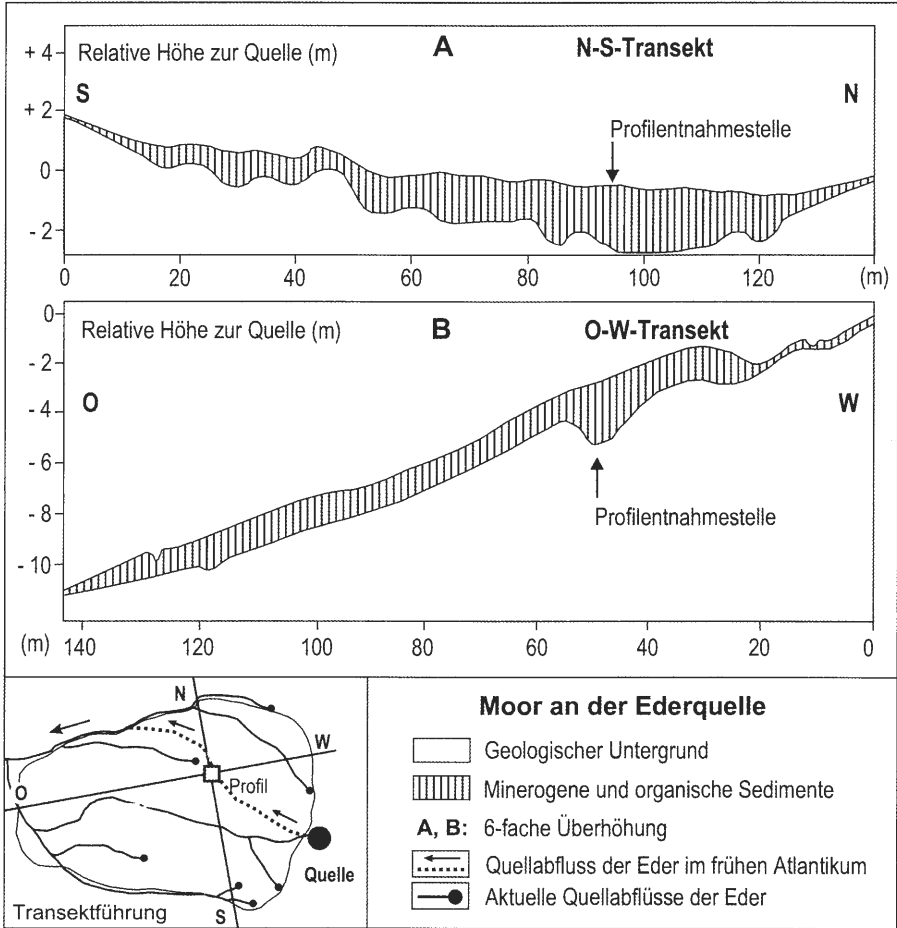 + 4
Relative Höhe zur Quelle (m)
A
N-S-Transekt
S
N
+ 2
Profilentnahmestelle
0
- 2
0 20 40 60 80 100 120 (m)
0
Relative Höhe zur Quelle (m)
B
O-W-Transekt
- 2
O
W
- 4
- 6
- 8
Profilentnahmestelle
- 10
(m) 140 120 100 80 60 40 20 0
N
W
O
Profil
Quelle
Transektführung
S
Moor an der Ederquelle
Geologischer Untergrund
Minerogene und organische Sedimente
A, B: 6-fache Überhöhung
Quellabfluss der Eder im frühen Atlantikum
Aktuelle Quellabflüsse der Eder